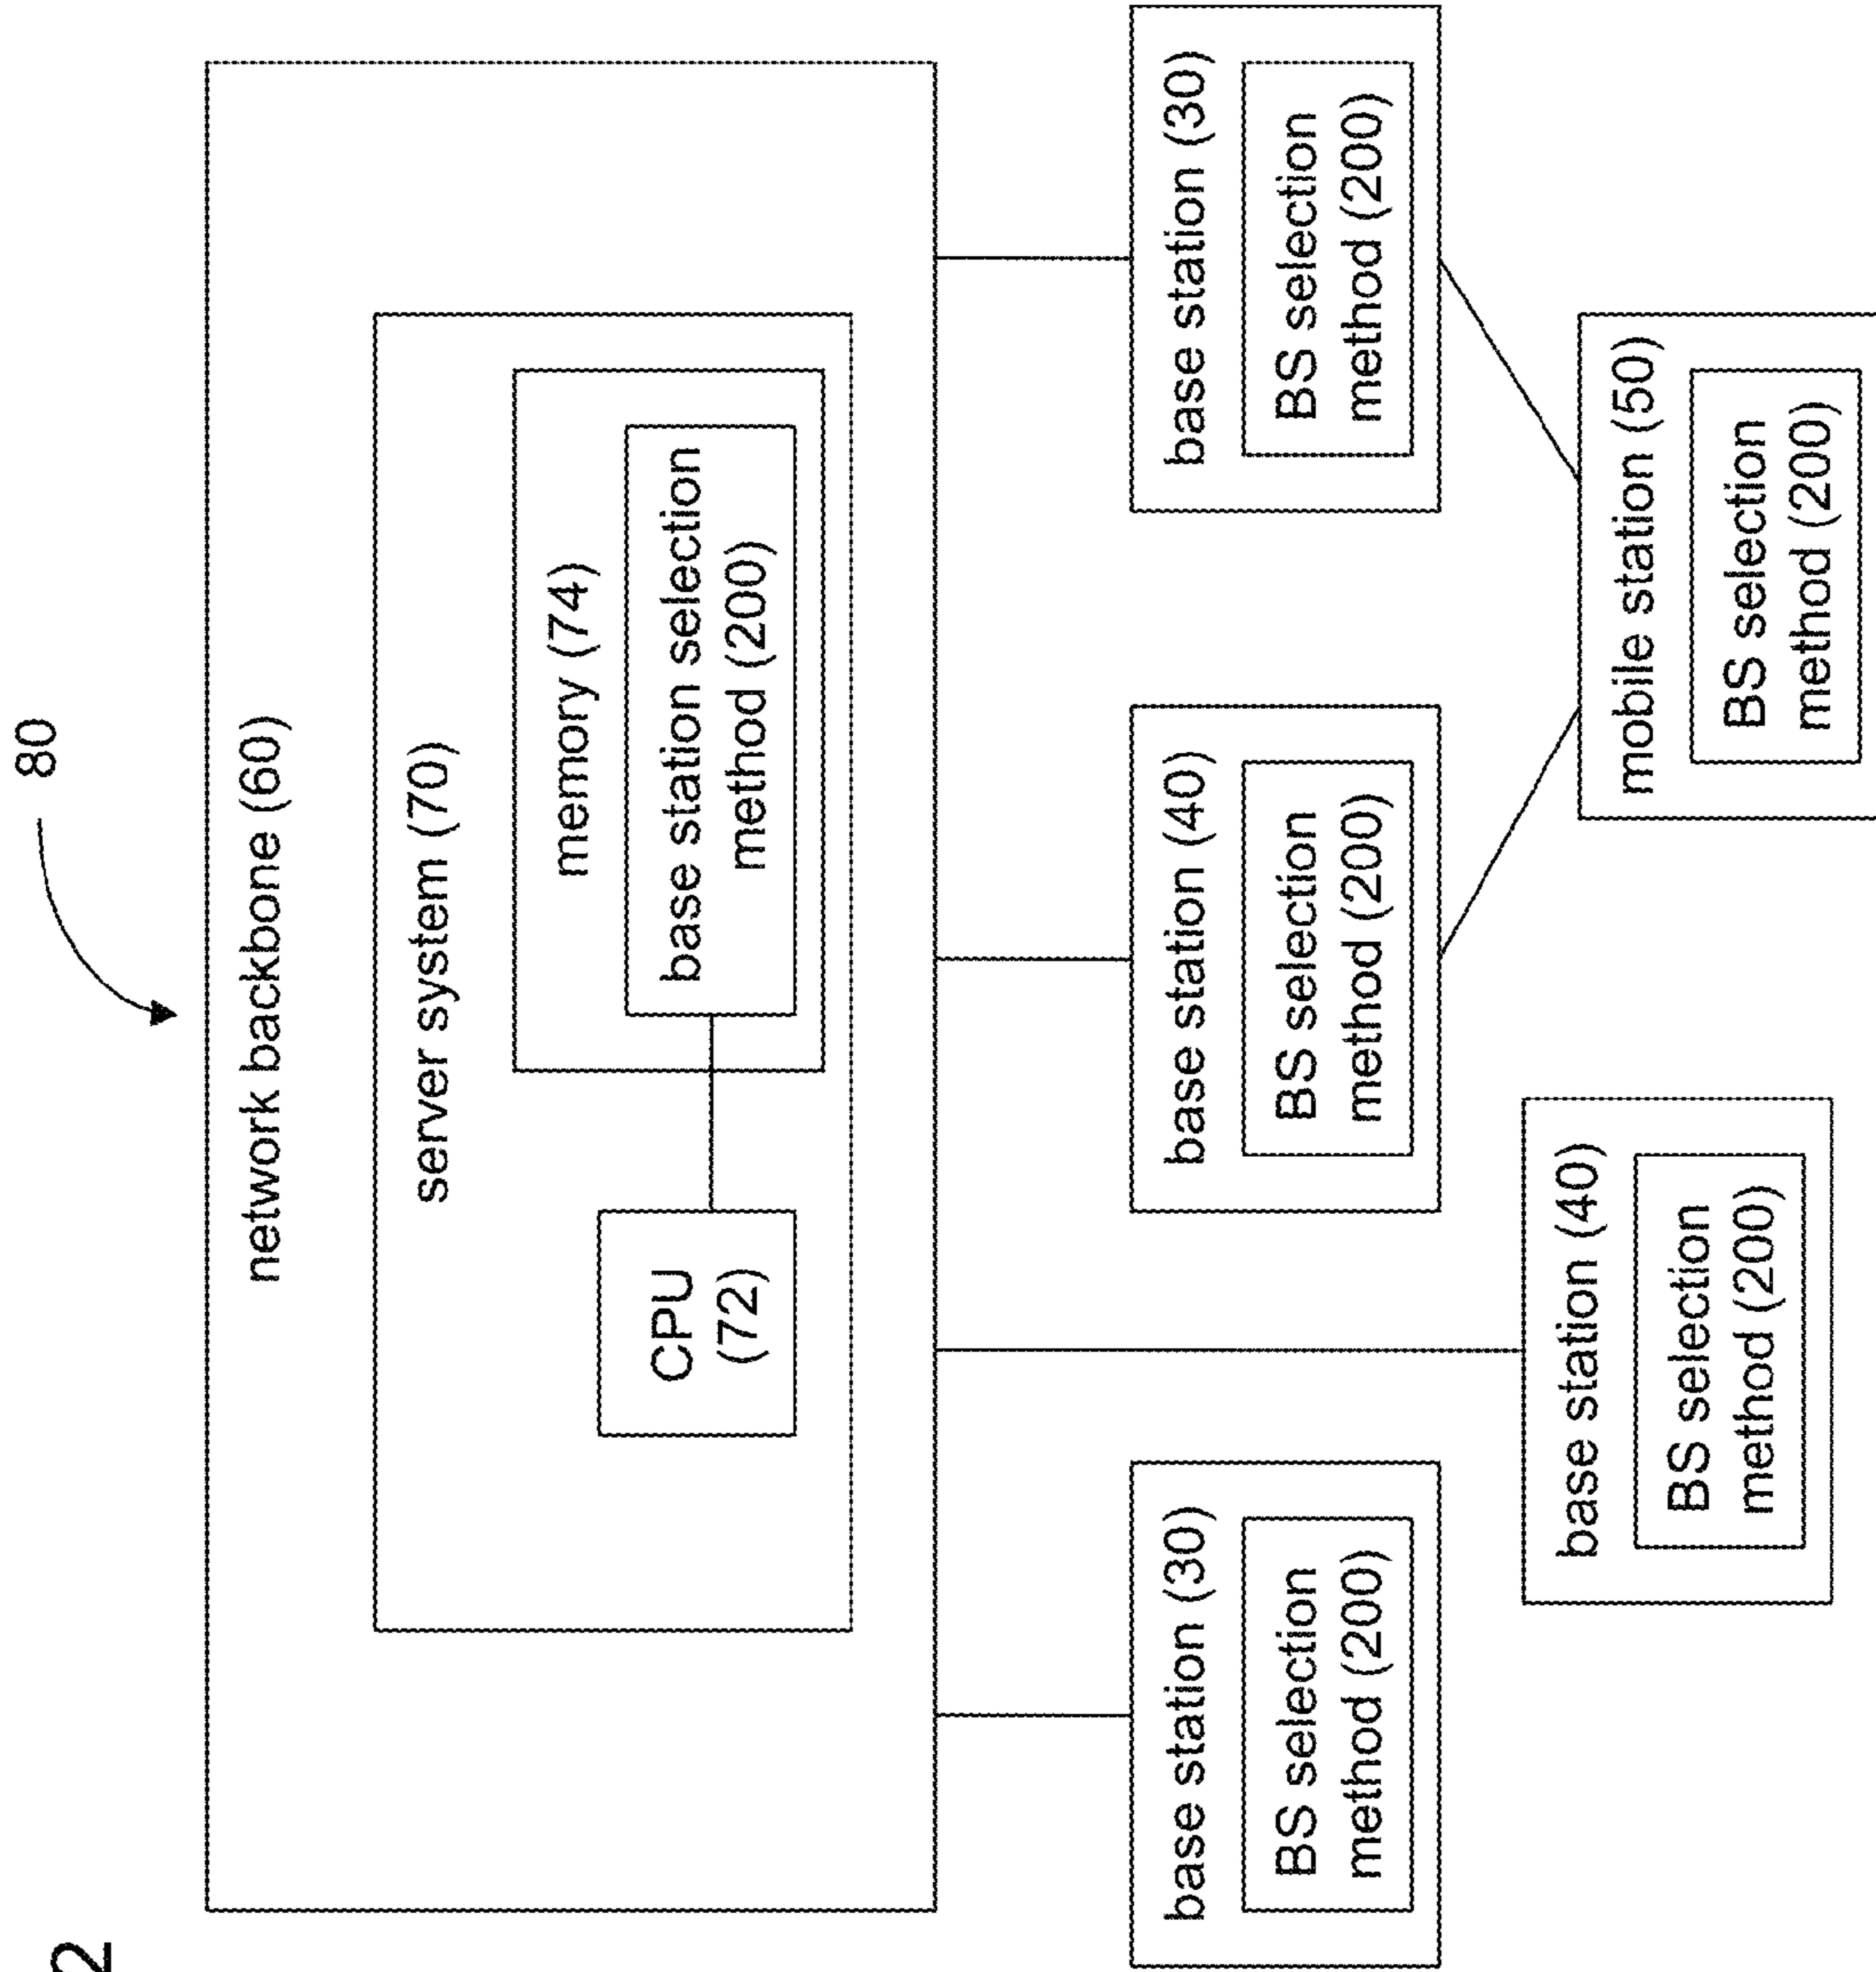 2
80
network backbone (60)
server system (70)
memory (74)
CPU
(72)
base station selection
method (200)
base station (30)
BS selection
method (200)
base station (40)
BS selection
method (200)
base station (40)
BS selection
method (200)
base station (30)
BS selection
method (200)
mobile station (50)
BS selection
method (200)